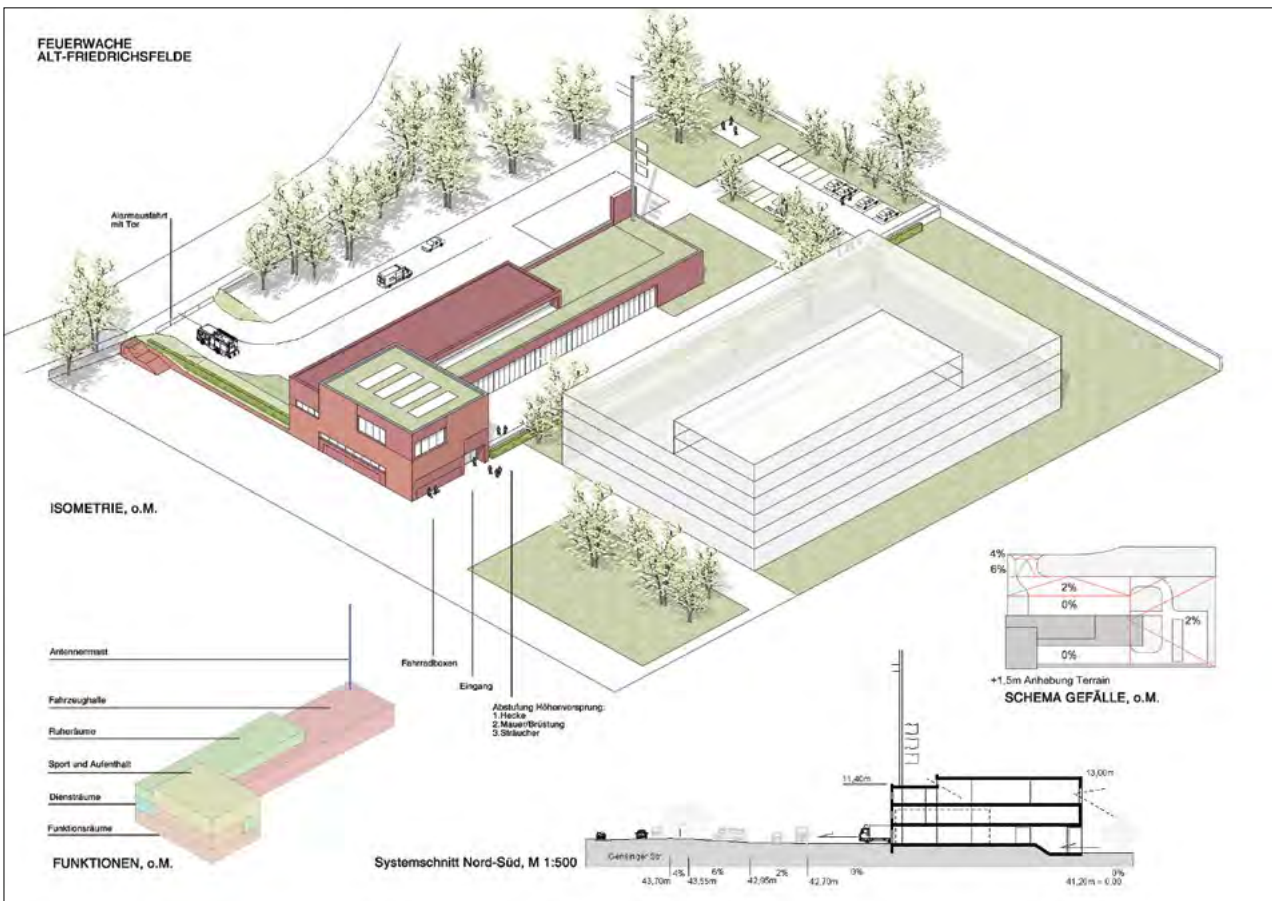 FEUERWACHE
ALT-FRIEDRICHSFELDE
Alarmausfahrt
mit Tor
ISOMETRIE, o.M.
Fahrradboxen
Eingang
Abstufung Höhenvorsprung:
1.Hecke
2.Mauer/Brüstung
3.Sträucher
4%
6%
2%
0%
2%
0%
+1,5m Anhebung Terrain
SCHEMA GEFÄLLE, o.M.
Antennenmast
Fahrzeughalle
Ruheräume
Sport und Aufenthalt
Diensträume
Funktionsräume
FUNKTIONEN, o.M.
Systemschnitt Nord-Süd, M 1:500
11,40m
13,00m
Gensinger Str.
4%
6%
2%
0%
0%
43,70m
43,55m
42,95m
42,70m
41,20m = 0,00